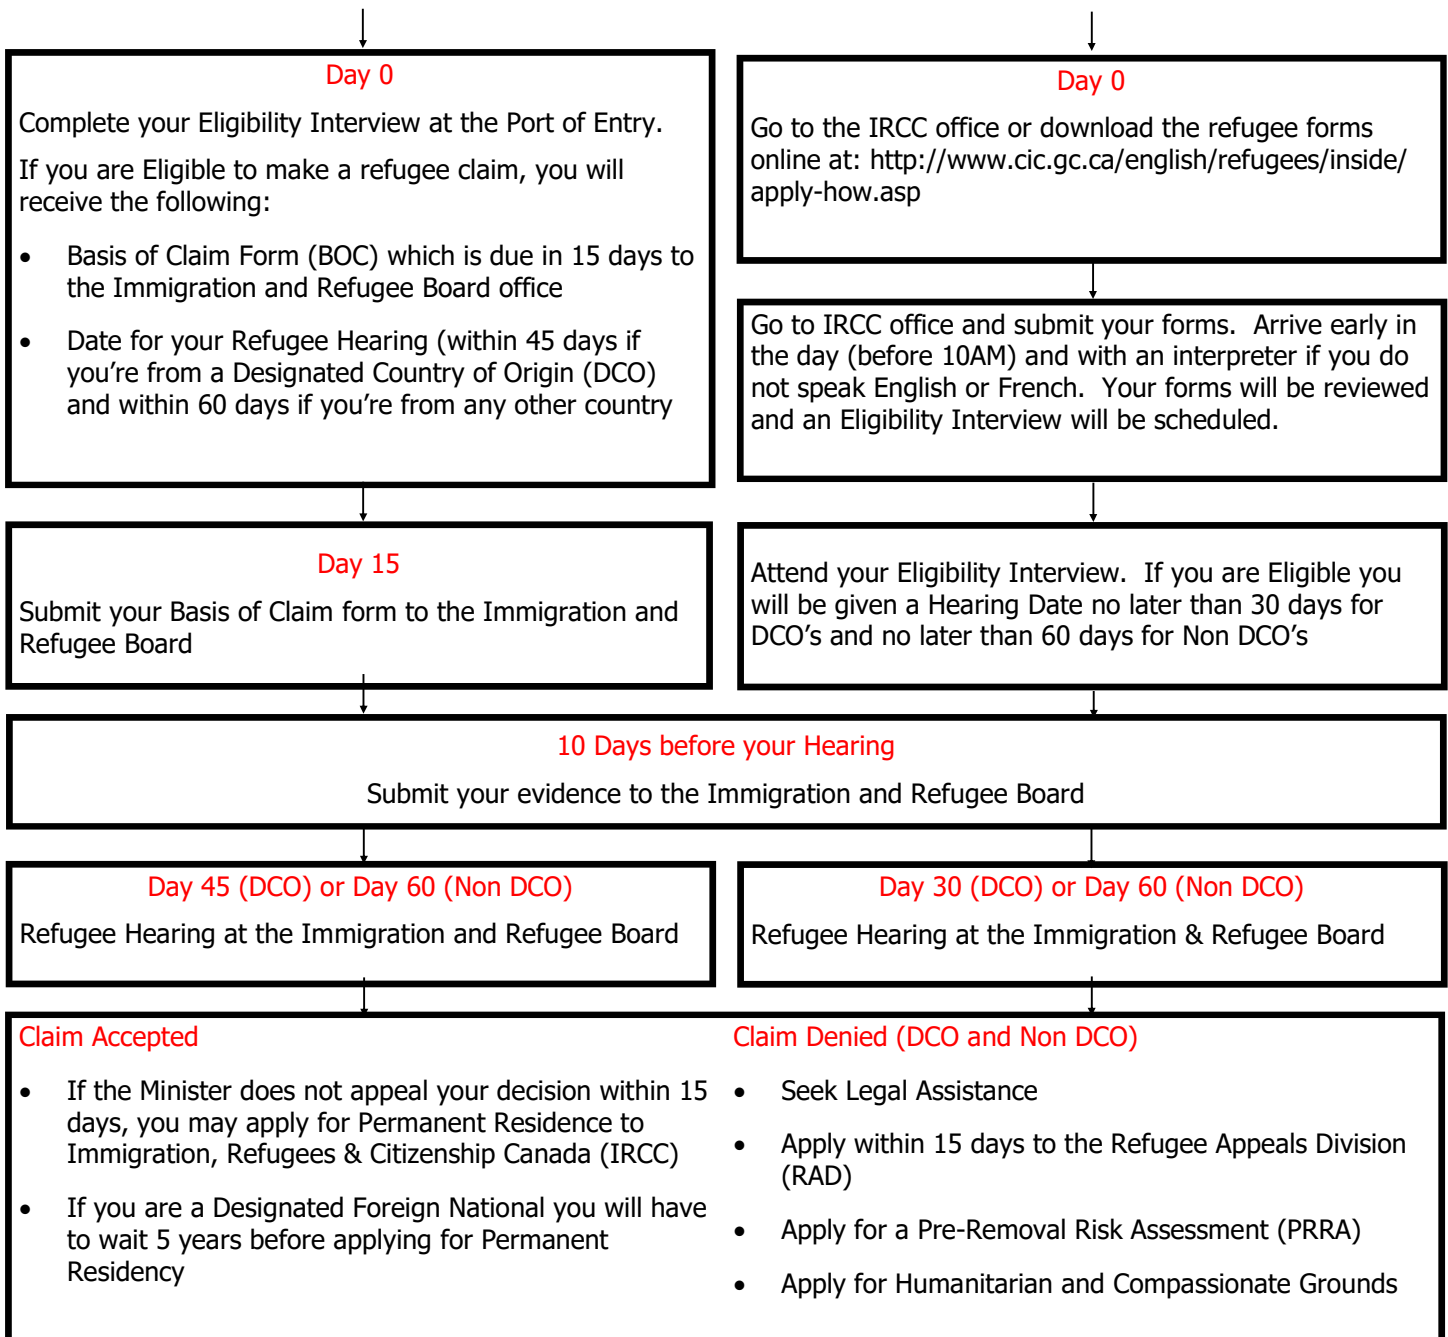 Day 0
Complete your Eligibility Interview at the Port of Entry.
If you are Eligible to make a refugee claim, you will
receive the following:
• Basis of Claim Form (BOC) which is due in 15 days to
the Immigration and Refugee Board office
• Date for your Refugee Hearing (within 45 days if
you’re from a Designated Country of Origin (DCO)
and within 60 days if you’re from any other country
Day 0
Go to the IRCC office or download the refugee forms
online at: http://www.cic.gc.ca/english/refugees/inside/
apply-how.asp
Go to IRCC office and submit your forms. Arrive early in
the day (before 10AM) and with an interpreter if you do
not speak English or French. Your forms will be reviewed
and an Eligibility Interview will be scheduled.
Day 15
Submit your Basis of Claim form to the Immigration and
Refugee Board
Attend your Eligibility Interview. If you are Eligible you
will be given a Hearing Date no later than 30 days for
DCO’s and no later than 60 days for Non DCO’s
10 Days before your Hearing
Submit your evidence to the Immigration and Refugee Board
Day 45 (DCO) or Day 60 (Non DCO)
Refugee Hearing at the Immigration and Refugee Board
Day 30 (DCO) or Day 60 (Non DCO)
Refugee Hearing at the Immigration & Refugee Board
Claim Accepted
• If the Minister does not appeal your decision within 15
days, you may apply for Permanent Residence to
Immigration, Refugees & Citizenship Canada (IRCC)
• If you are a Designated Foreign National you will have
to wait 5 years before applying for Permanent
Residency
Claim Denied (DCO and Non DCO)
• Seek Legal Assistance
• Apply within 15 days to the Refugee Appeals Division
(RAD)
• Apply for a Pre-Removal Risk Assessment (PRRA)
• Apply for Humanitarian and Compassionate Grounds